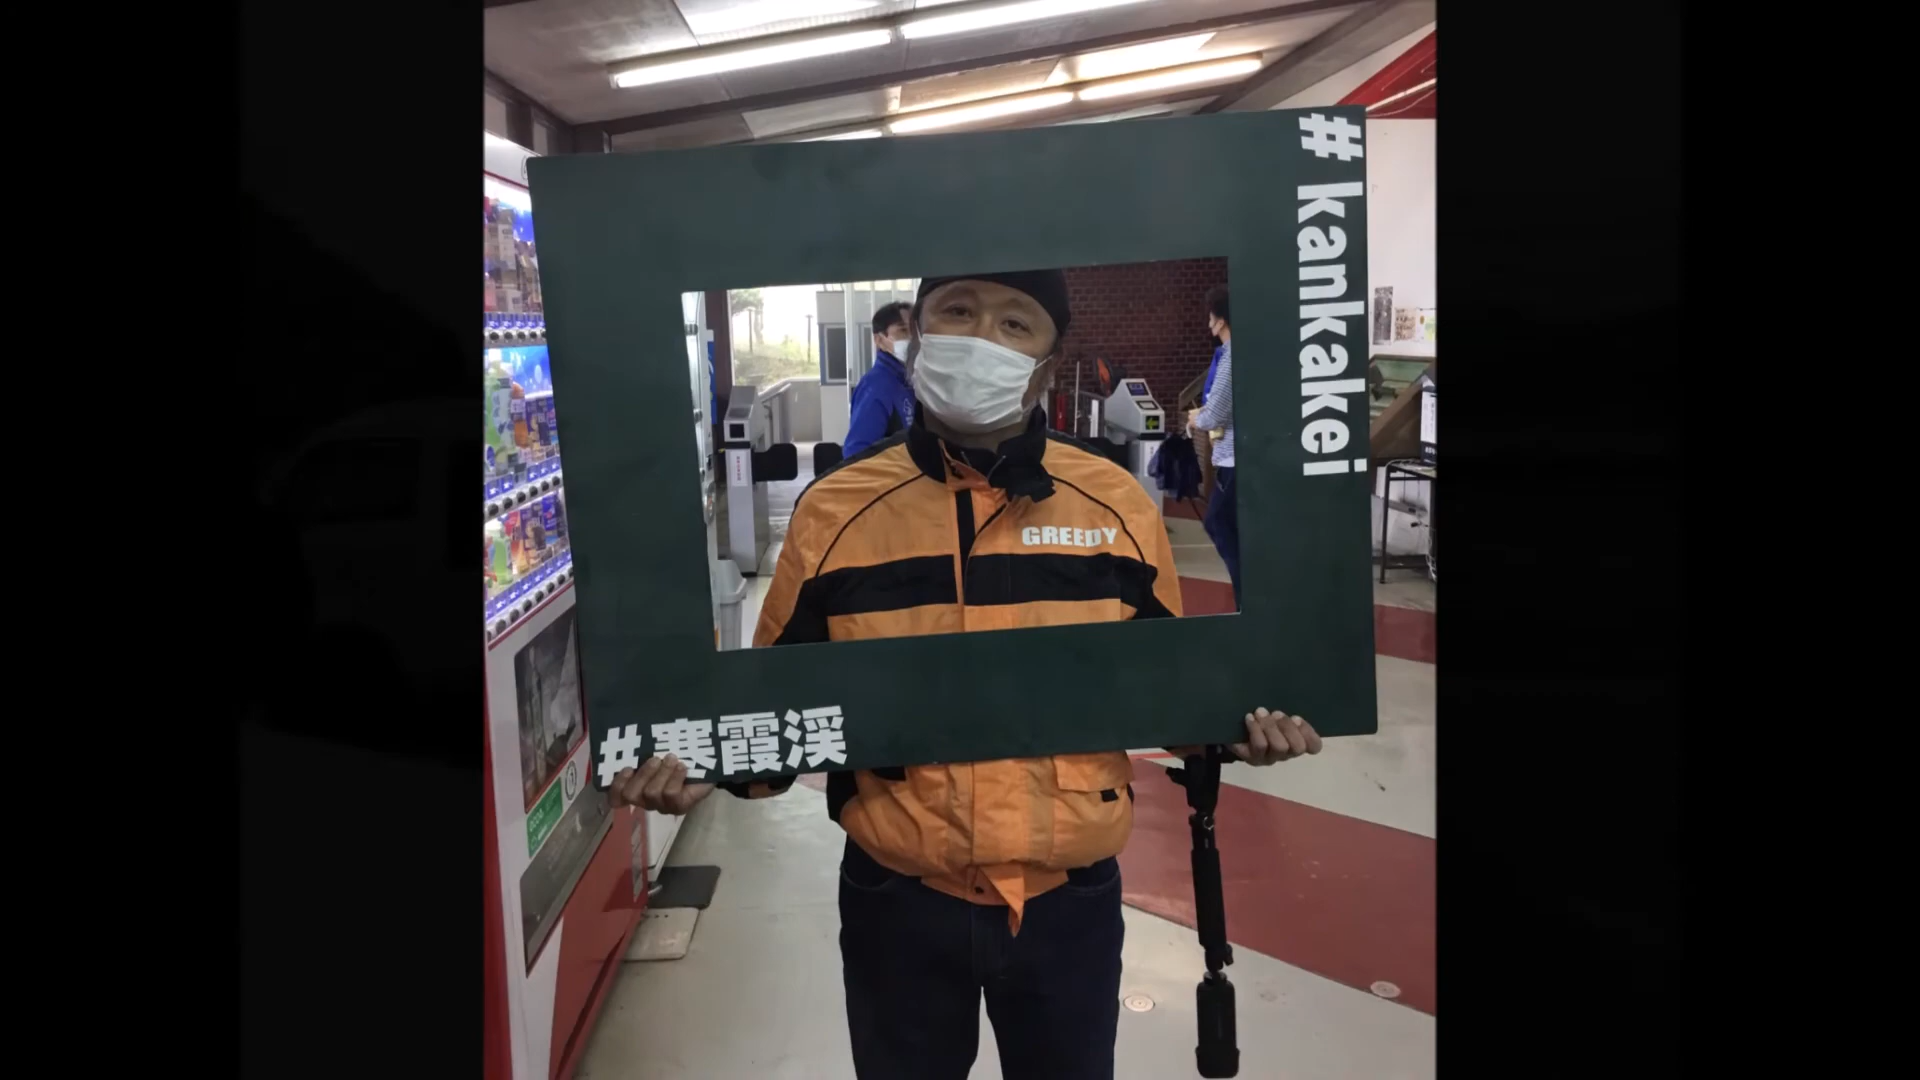 # kankakei
GREEDY
#寒霞渓